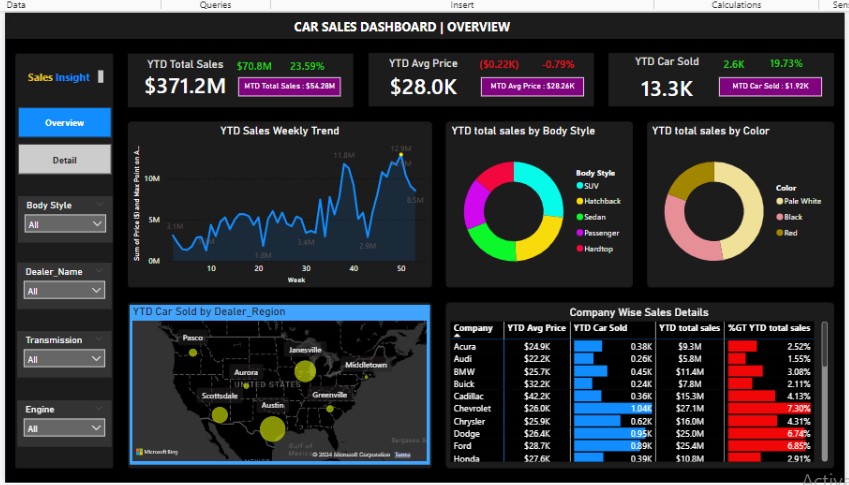 Data Queries Insert Calculations
CAR SALES DASHBOARD | OVERVIEW
Sales Insight
Overview
Detail
Body Style
All
Dealer_Name
All
Transmission
All
Engine
All
YTD Total Sales $70.8M 23.59%
$371.2M MTD Total Sales : $54.28M
YTD Avg Price ($0.22K) -0.79%
$28.0K MTD Avg Price : $28.26K
YTD Car Sold 2.6K 19.73%
13.3K MTD Car Sold : $1.92K
YTD Sales Weekly Trend
Sum of Price ($) and Max Point on A...
10M
5M
0M
3.1M
1.8M
3.4M
11.8M
2.9M
12.9M
8.5M
10 20 30 40 50
Week
YTD total sales by Body Style
Body Style
SUV
Hatchback
Sedan
Passenger
Hardtop
YTD total sales by Color
Color
Pale White
Black
Red
YTD Car Sold by Dealer_Region
Pasco
Janesville
Middletown
Aurora
UNITED STATES
Scottsdale
Greenville
Austin
Gulf of
Microsoft Bing
© 2024 Microsoft Corporation Terms
Company Wise Sales Details
Company YTD Avg Price YTD Car Sold YTD total sales %GT YTD total sales
Acura $24.9K 0.38K $9.3M 2.52%
Audi $22.2K 0.26K $5.8M 1.55%
BMW $25.7K 0.45K $11.4M 3.08%
Buick $32.2K 0.24K $7.8M 2.11%
Cadillac $42.2K 0.36K $15.3M 4.13%
Chevrolet $26.0K 1.04K $27.1M 7.30%
Chrysler $25.9K 0.62K $16.0M 4.31%
Dodge $26.4K 0.95K $25.0M 6.74%
Ford $28.7K 0.89K $25.4M 6.85%
Honda $27.6K 0.39K $10.8M 2.91%